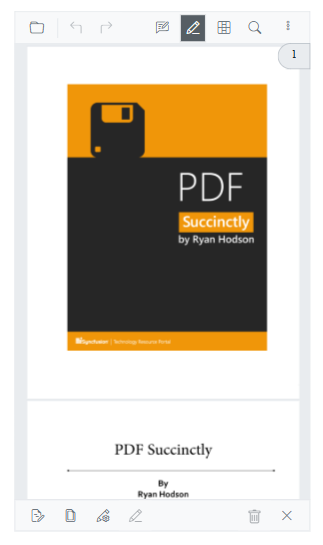 1
PDF
Succinctly
by Ryan Hodson
Syncfusion | Technology Resource Portal
PDF Succinctly
By
Ryan Hodson